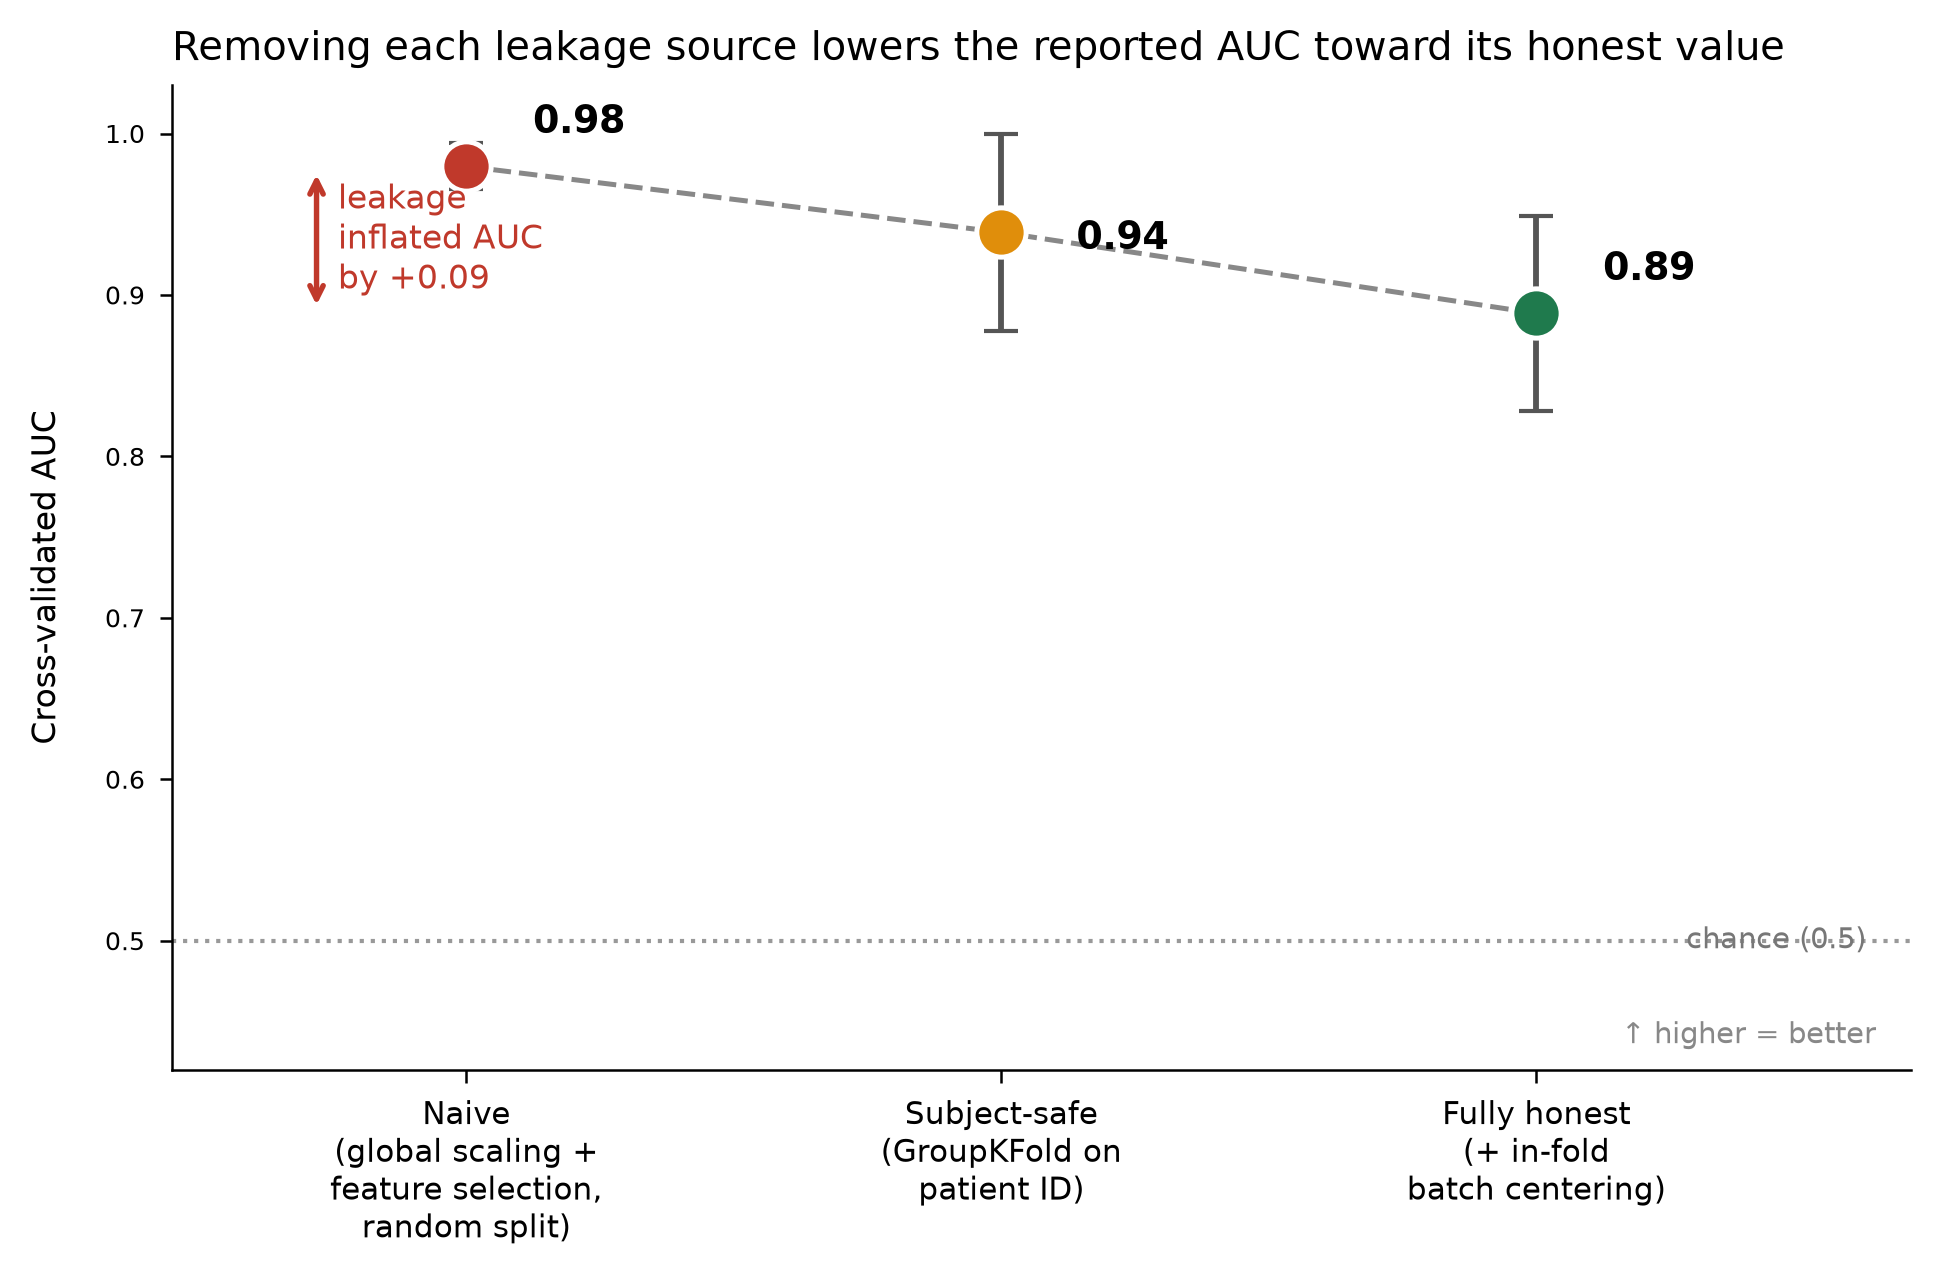 Removing each leakage source lowers the reported AUC toward its honest value
Cross-validated AUC
1.0
0.9
0.8
0.7
0.6
0.5
0.98
0.94
0.89
leakage
inflated AUC
by +0.09
chance (0.5)
↑ higher = better
Naive
(global scaling +
feature selection,
random split)
Subject-safe
(GroupKFold on
patient ID)
Fully honest
(+ in-fold
batch centering)